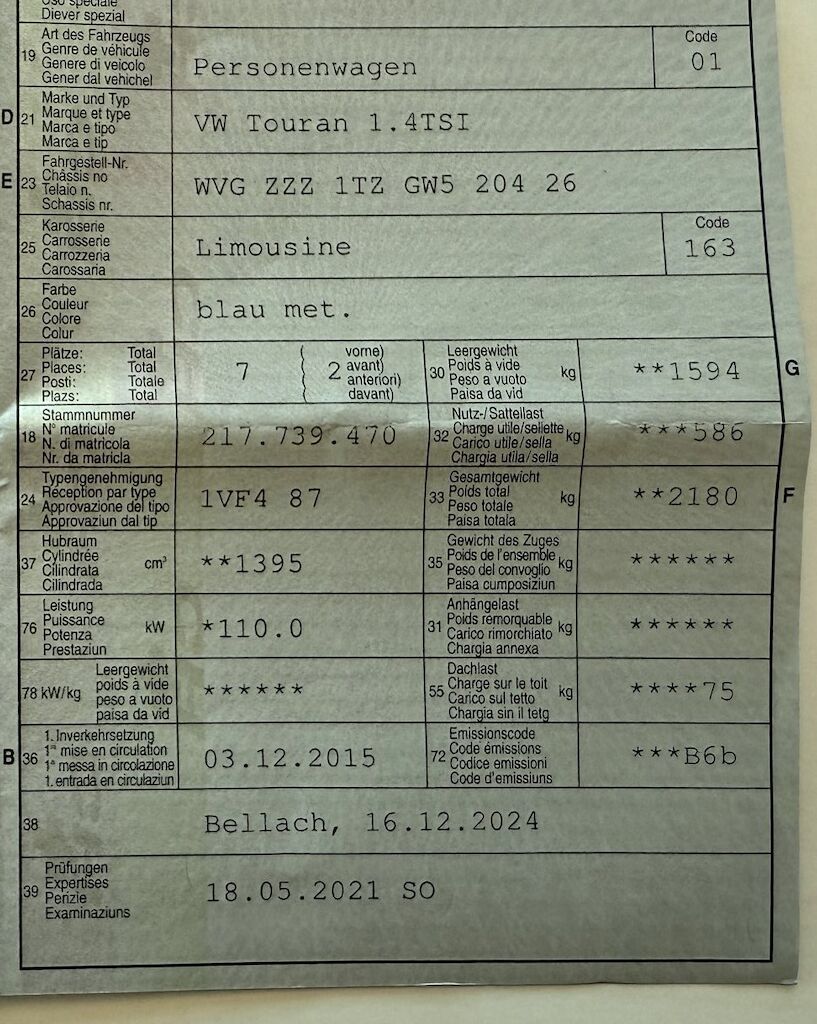 Diever spezial
19 Art des Fahrzeugs
Genre de véhicule
Genere di veicolo
Gener dal vehichel
Personenwagen
Code
01
D 21 Marke und Typ
Marque et type
Marca e tipo
Marca e tip
VW Touran 1.4TSI
E 23 Fahrgestell-Nr.
Châssis no
Telaio n.
Schassis nr.
WVG ZZZ 1TZ GW5 204 26
25 Karosserie
Carrosserie
Carrozzeria
Carossaria
Limousine
Code
163
26 Farbe
Couleur
Colore
Colur
blau met.
27 Plätze: Total
Places: Total
Posti: Totale
Plazs: Total
7
2 vorne)
avant)
anteriori)
davant)
30 Leergewicht
Poids à vide
Peso a vuoto
Paisa da vid
kg
**1594
G
18 Stammnummer
N° matricule
N. di matricola
Nr. da matricla
217.739.470
32 Nutz-/Sattellast
Charge utile/sellette
Carico utile/sella
Chargia utila/sella
kg
***586
24 Typengenehmigung
Réception par type
Approvazione del tipo
Approvaziun dal tip
1VF4 87
33 Gesamtgewicht
Poids total
Peso totale
Paisa totala
kg
**2180
F
37 Hubraum
Cylindrée
Cilindrata
Cilindrada
cm³
**1395
35 Gewicht des Zuges
Poids de l'ensemble
Peso del convoglio
Paisa cumposiziun
kg
******
76 Leistung
Puissance
Potenza
Prestaziun
kW
*110.0
31 Anhängelast
Poids remorquable
Carico rimorchiato
Chargia annexa
kg
******
78 kW/kg
Leergewicht
poids à vide
peso a vuoto
paisa da vid
******
55 Dachlast
Charge sur le toit
Carico sul tetto
Chargia sin il tetg
kg
****75
B 36 1. Inverkehrsetzung
1re mise en circulation
1a messa in circolazione
1. entrada en circulaziun
03.12.2015
72 Emissionscode
Code émissions
Codice emissioni
Code d'emissiuns
***B6b
38
Bellach, 16.12.2024
39 Prüfungen
Expertises
Perizie
Examinaziuns
18.05.2021 SO